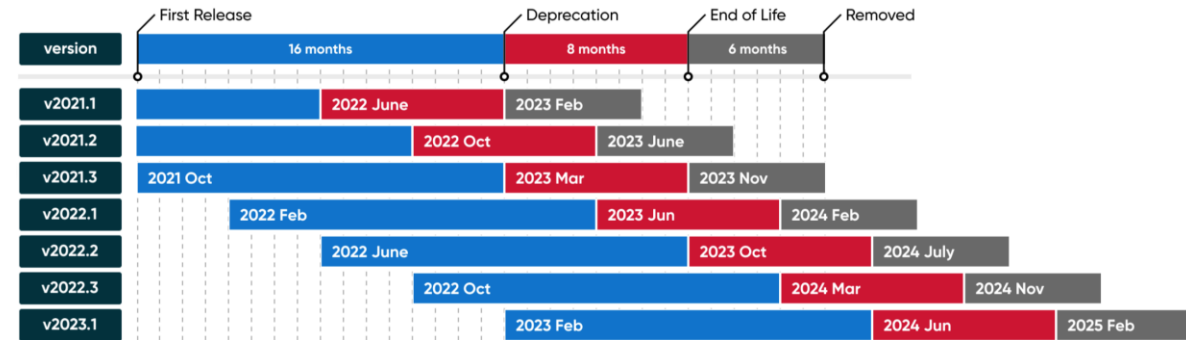 First Release Deprecation End of Life Removed
version 16 months 8 months 6 months
v2021.1 2022 June 2023 Feb
v2021.2 2022 Oct 2023 June
v2021.3 2021 Oct 2023 Mar 2023 Nov
v2022.1 2022 Feb 2023 Jun 2024 Feb
v2022.2 2022 June 2023 Oct 2024 July
v2022.3 2022 Oct 2024 Mar 2024 Nov
v2023.1 2023 Feb 2024 Jun 2025 Feb